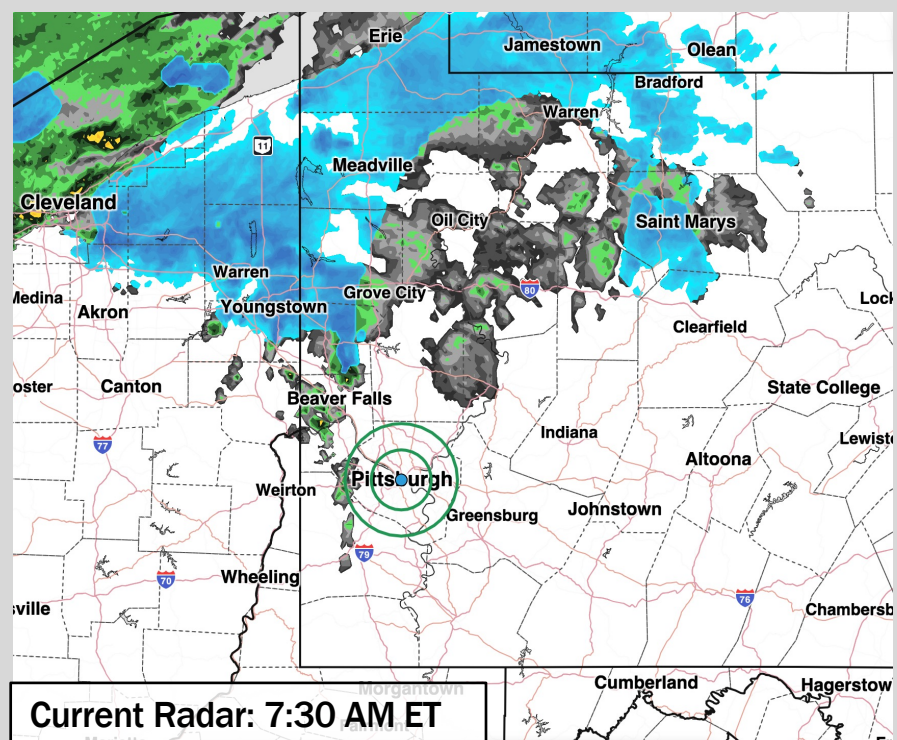 Erie
Jamestown
Olean
Bradford
Warren
11
Meadville
Cleveland
Oil City
Saint Marys
Warren
80
Medina
Youngstown
Grove City
Lock
Akron
Clearfield
oster
Canton
State College
Beaver Falls
77
Indiana
Lewist
Altoona
Pittsburgh
Weirton
Greensburg
Johnstown
79
70
Wheeling
76
sville
Chambersb
Cumberland
Hagerstow
Morgantown
Current Radar: 7:30 AM ET
Fairmont